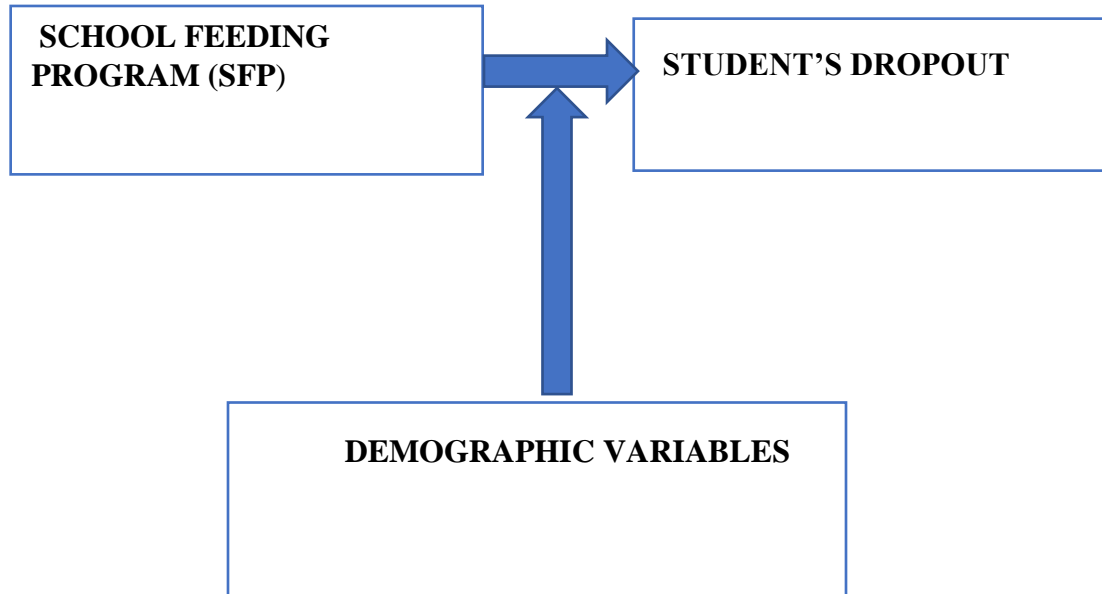 SCHOOL FEEDING
PROGRAM (SFP)
STUDENT'S DROPOUT
DEMOGRAPHIC VARIABLES